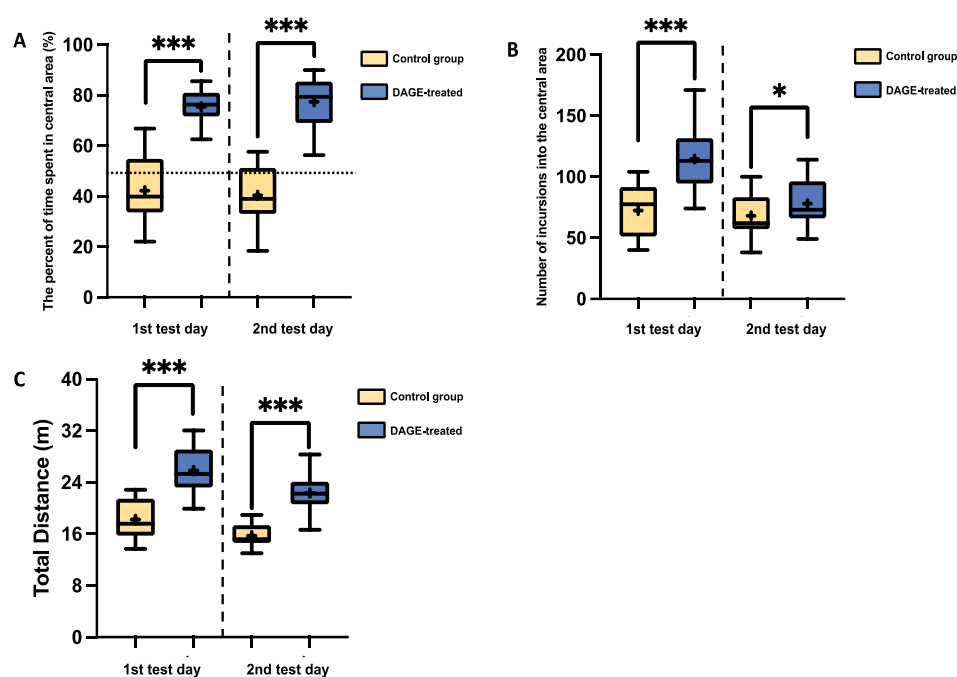 A
The percent of time spent in central area (%)
100
80
60
40
20
0
***
***
1st test day
2nd test day
Control group
DAGE-treated
B
Number of incursions into the central area
200
150
100
50
0
***
*
1st test day
2nd test day
Control group
DAGE-treated
C
Total Distance (m)
40
32
24
16
8
0
***
***
1st test day
2nd test day
Control group
DAGE-treated